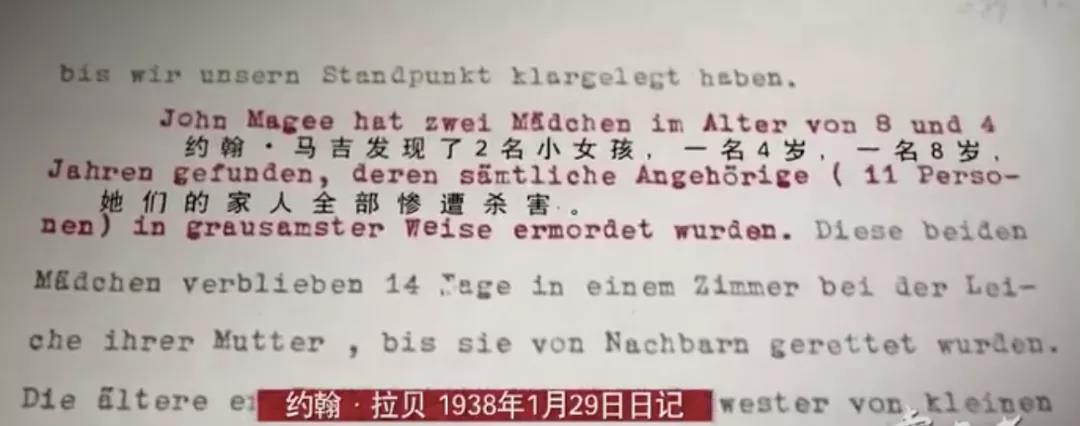 bis wir unsern Standpunkt klargelegt haben.
John Magee hat zwei Mädchen im Alter von 8 und 4
约翰·马吉发现了2名小女孩，一名4岁，一名8岁，
Jahren gefunden, deren sämtliche Angehörige ( 11 Perso-
她们的家人全部惨遭杀害。
nen) in grausamster Weise ermordet wurden. Diese beiden
Mädchen verblieben 14 Tage in einem Zimmer bei der Lei-
che ihrer Mutter , bis sie von Nachbarn gerettet wurden.
Die ältere wester von kleinen
约翰·拉贝 1938年1月29日日记